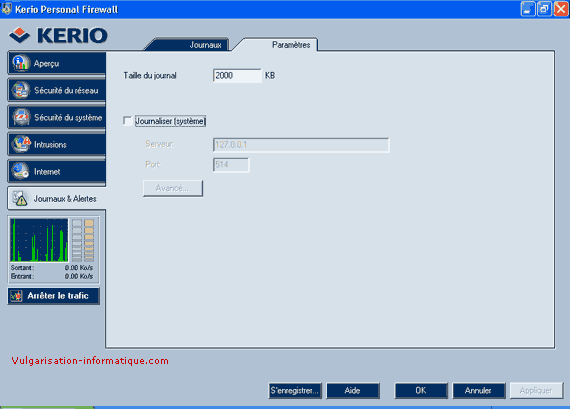 Kerio Personal Firewall
KERIO
Journaux
Paramètres
Aperçu
Sécurité du réseau
Sécurité du système
Intrusions
Internet
Journaux & Alertes
Taille du journal 2000 KB
Journaliser (système)
Serveur: 127.0.0.1
Port: 514
Avancé...
Sortant: 0.00 Ko/s
Entrant: 0.00 Ko/s
Arrêter le trafic
Vulgarisation-informatique.com
S'enregistrer... Aide OK Annuler Appliquer